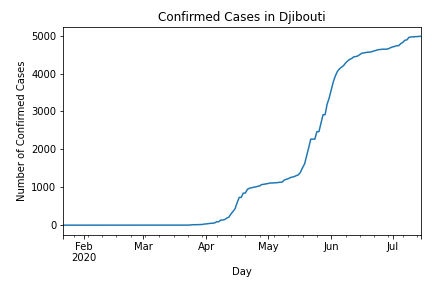 Confirmed Cases in Djibouti
5000
4000
3000
2000
1000
0
Number of Confirmed Cases
Feb
2020
Mar
Apr
May
Jun
Jul
Day